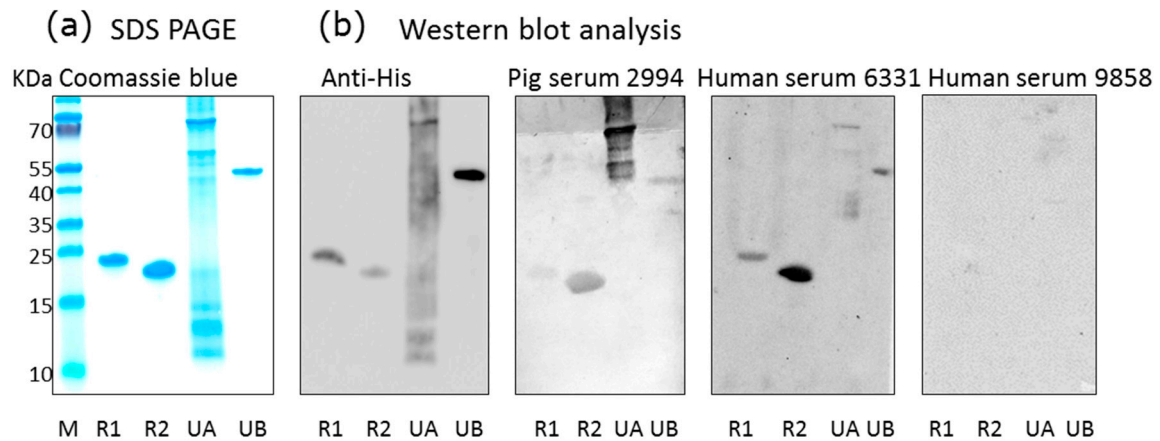 (a) SDS PAGE
(b) Western blot analysis
KDa Coomassie blue
Anti-His
Pig serum 2994
Human serum 6331
Human serum 9858
70
55
40
35
25
15
10
M R1 R2 UA UB
R1 R2 UA UB
R1 R2 UA UB
R1 R2 UA UB
R1 R2 UA UB